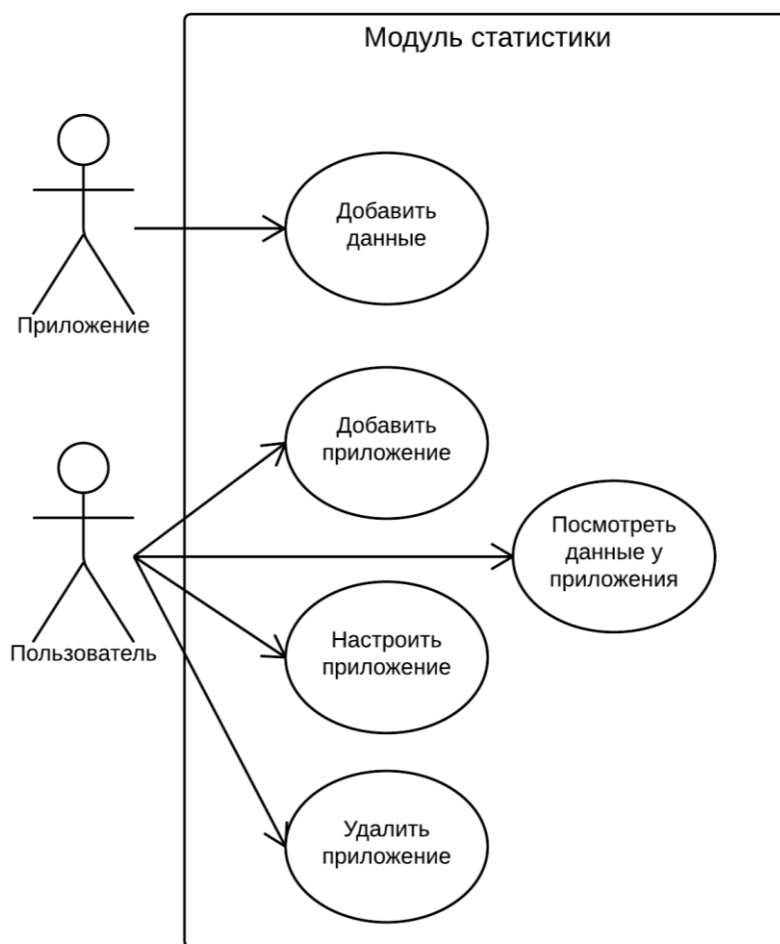 Модуль статистики
Добавить
данные
Приложение
Добавить
приложение
Посмотреть
данные у
приложения
Настроить
приложение
Пользователь
Удалить
приложение